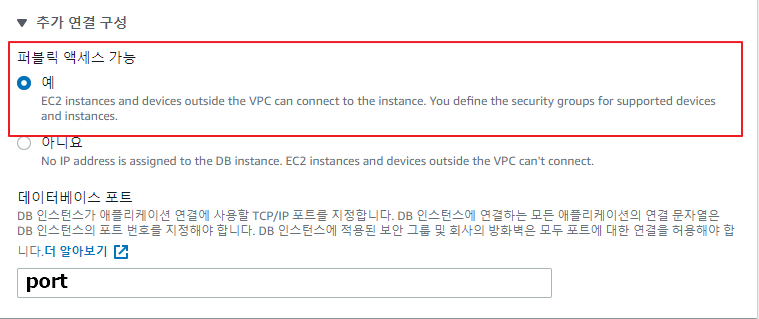 추가 연결 구성
퍼블릭 액세스 가능
예
EC2 instances and devices outside the VPC can connect to the instance. You define the security groups for supported devices
and instances.
아니요
No IP address is assigned to the DB instance. EC2 instances and devices outside the VPC can't connect.
데이터베이스 포트
DB 인스턴스가 애플리케이션 연결에 사용할 TCP/IP 포트를 지정합니다. DB 인스턴스에 연결하는 모든 애플리케이션의 연결 문자열은
DB 인스턴스의 포트 번호를 지정해야 합니다. DB 인스턴스에 적용된 보안 그룹 및 회사의 방화벽은 모두 포트에 대한 연결을 허용해야 합
니다.더 알아보기
port